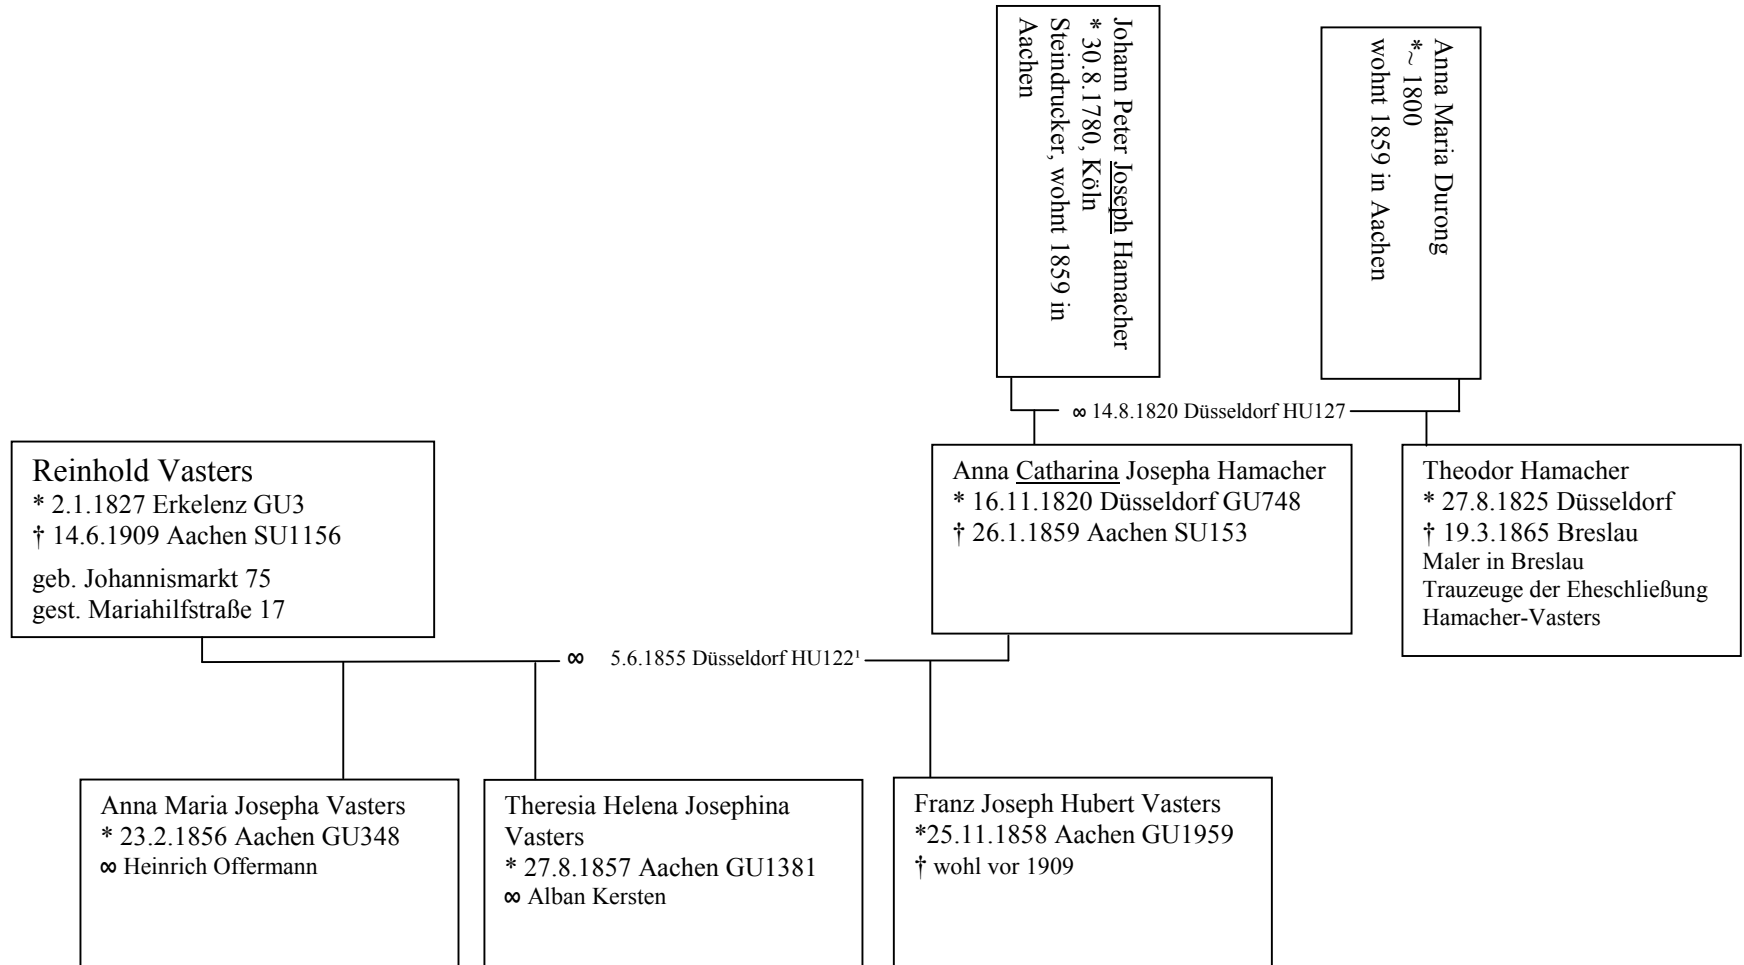 Johann Peter Joseph Hamacher
* 30.8.1780, Köln
Steindrucker, wohnt 1859 in
Aachen
Anna Maria Durong
*~ 1800
wohnt 1859 in Aachen
∞ 14.8.1820 Düsseldorf HU127
Reinhold Vasters
* 2.1.1827 Erkelenz GU3
† 14.6.1909 Aachen SU1156
geb. Johannismarkt 75
gest. Mariahilfstraße 17
Anna Catharina Josepha Hamacher
* 16.11.1820 Düsseldorf GU748
† 26.1.1859 Aachen SU153
Theodor Hamacher
* 27.8.1825 Düsseldorf
† 19.3.1865 Breslau
Maler in Breslau
Trauzeuge der Eheschließung
Hamacher-Vasters
∞ 5.6.1855 Düsseldorf HU122¹
Anna Maria Josepha Vasters
* 23.2.1856 Aachen GU348
∞ Heinrich Offermann
Theresia Helena Josephina
Vasters
* 27.8.1857 Aachen GU1381
∞ Alban Kersten
Franz Joseph Hubert Vasters
*25.11.1858 Aachen GU1959
† wohl vor 1909